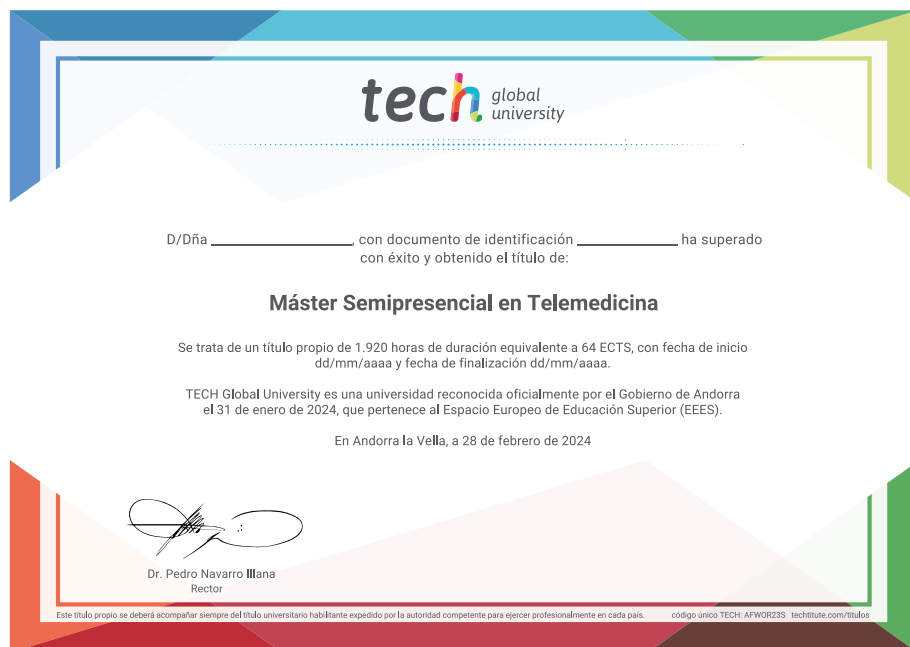 tech global
university
D/Dña ______________, con documento de identificación __________ ha superado
con éxito y obtenido el título de:
Máster Semipresencial en Telemedicina
Se trata de un título propio de 1.920 horas de duración equivalente a 64 ECTS, con fecha de inicio
dd/mm/aaaa y fecha de finalización dd/mm/aaaa.
TECH Global University es una universidad reconocida oficialmente por el Gobierno de Andorra
el 31 de enero de 2024, que pertenece al Espacio Europeo de Educación Superior (EEES).
En Andorra la Vella, a 28 de febrero de 2024
Dr. Pedro Navarro Illana
Rector
Este título propio se deberá acompañar siempre del título universitario habilitante expedido por la autoridad competente para ejercer profesionalmente en cada país. código único TECH: AFWOR23S techtitute.com/titulos